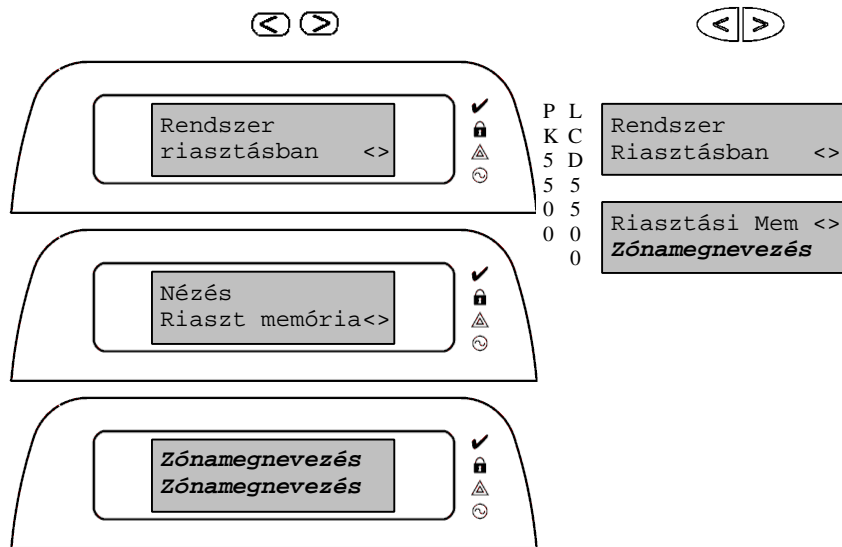 < >
< >
Rendszer
riasztásban <>
PK5500
LCD5500
Rendszer
Riasztásban <>
Riasztási Mem <>
Zónamegnevezés
Nézés
Riaszt memória<>
Zónamegnevezés
Zónamegnevezés